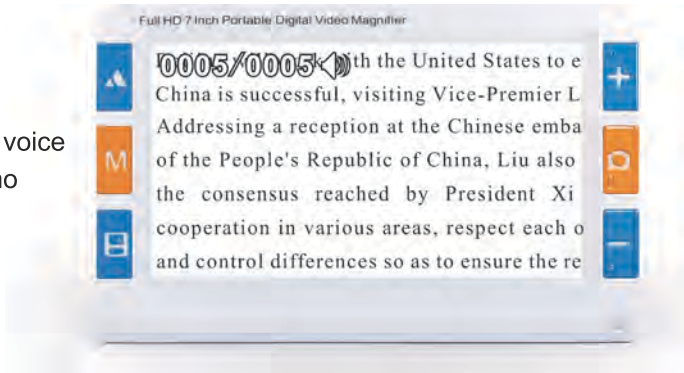 Full HD 7 Inch Portable Digital Video Magnifier
0005/0005 th the United States to e
China is successful, visiting Vice-Premier L
Addressing a reception at the Chinese emba
voice
M
of the People's Republic of China, Liu also
the consensus reached by President Xi
cooperation in various areas, respect each o
and control differences so as to ensure the re